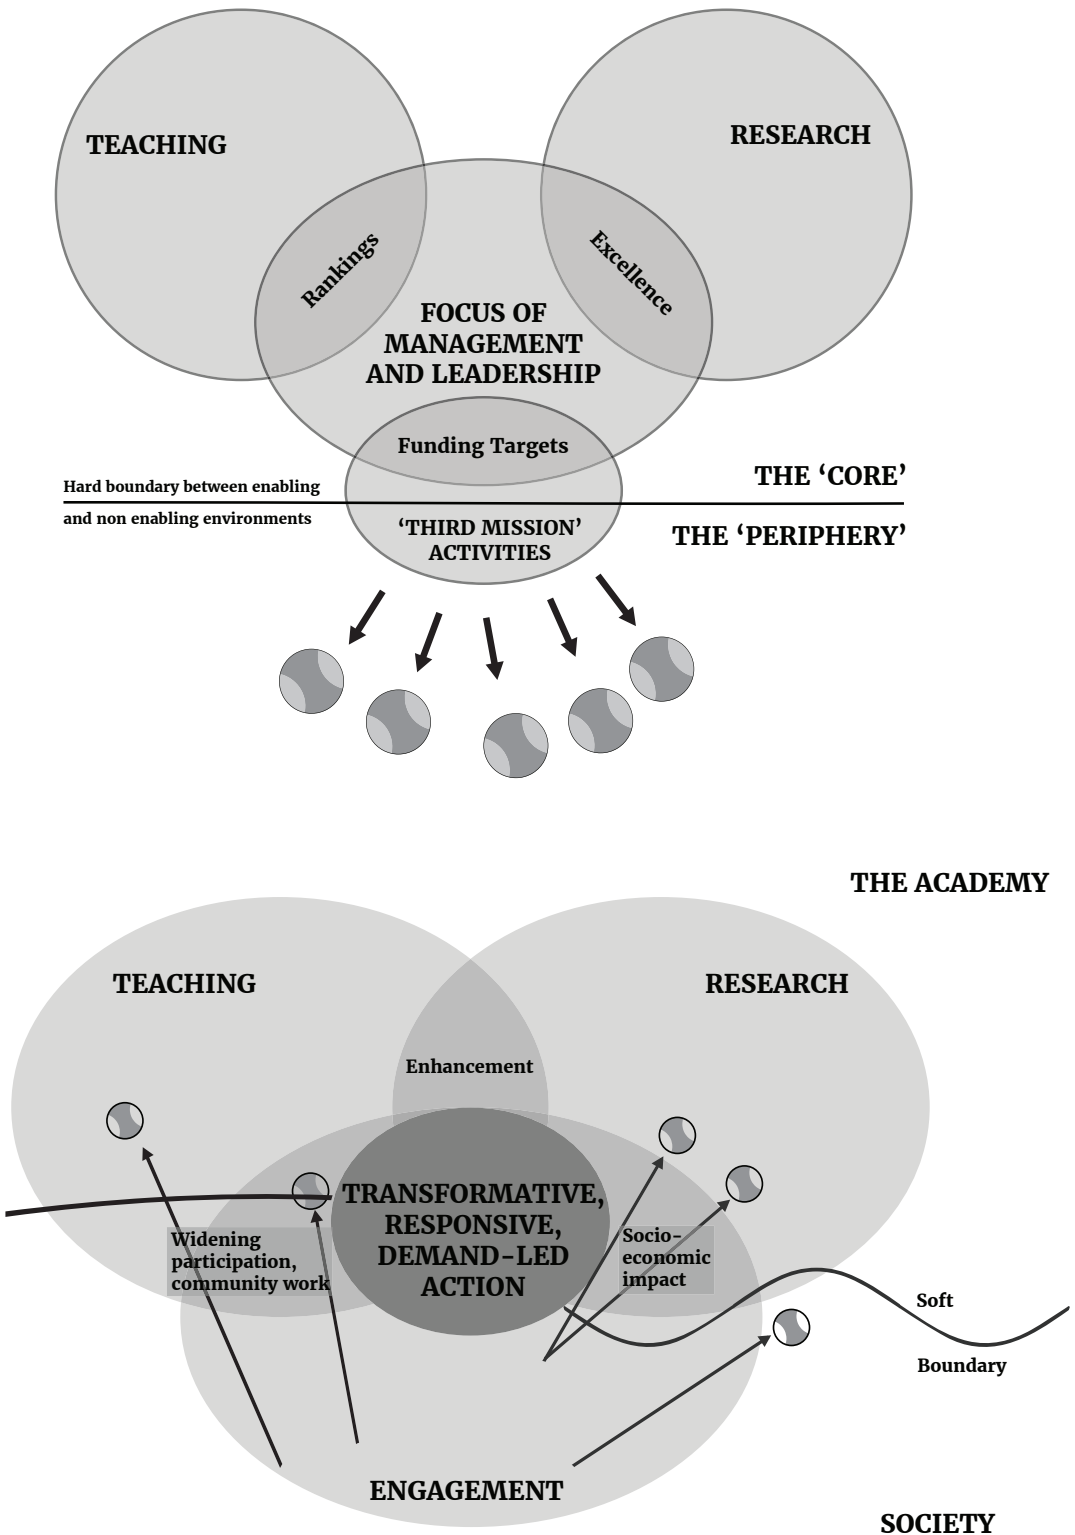 TEACHING
RESEARCH
Rankings
Excellence
FOCUS OF
MANAGEMENT
AND LEADERSHIP
Funding Targets
THE ‘CORE’
Hard boundary between enabling
and non enabling environments
‘THIRD MISSION’
ACTIVITIES
THE ‘PERIPHERY’
THE ACADEMY
TEACHING
RESEARCH
Enhancement
TRANSFORMATIVE,
RESPONSIVE,
DEMAND-LED
ACTION
Widening
participation,
community work
Socio-
economic
impact
Soft
Boundary
ENGAGEMENT
SOCIETY